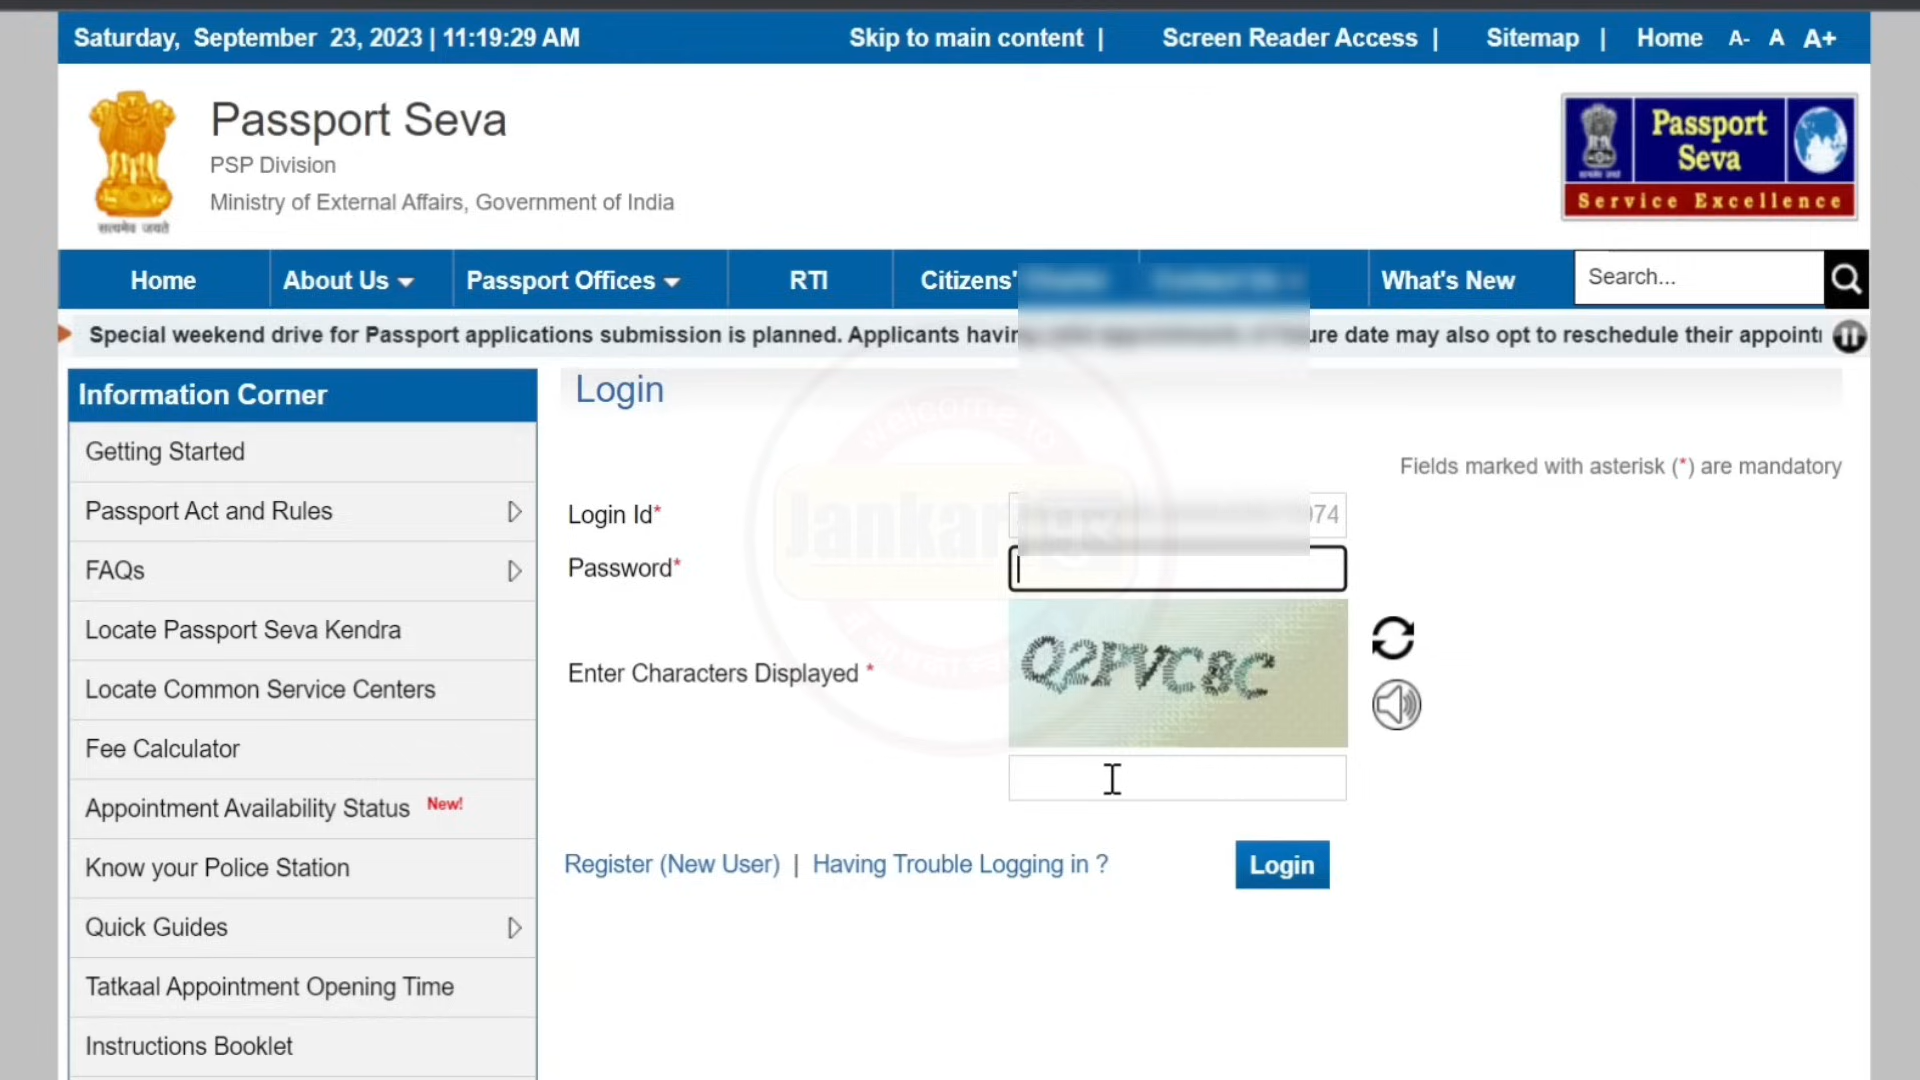 Saturday, September 23, 2023 | 11:19:29 AM
Skip to main content |
Screen Reader Access |
Sitemap |
Home
A- A A+
Passport Seva
PSP Division
Ministry of External Affairs, Government of India
सत्यमेव जयते
Passport
Seva
Service Excellence
Home
About Us
Passport Offices
RTI
Citizens'
What's New
Search...
Special weekend drive for Passport applications submission is planned. Applicants date may also opt to reschedule their
Information Corner
Getting Started
Passport Act and Rules
FAQs
Locate Passport Seva Kendra
Locate Common Service Centers
Fee Calculator
Appointment Availability Status New!
Know your Police Station
Quick Guides
Tatkaal Appointment Opening Time
Instructions Booklet
Login
Fields marked with asterisk (*) are mandatory
Login Id*
974
Password*
Enter Characters Displayed *
Q2PVC8C
Register (New User) | Having Trouble Logging in ?
Login
welcome to